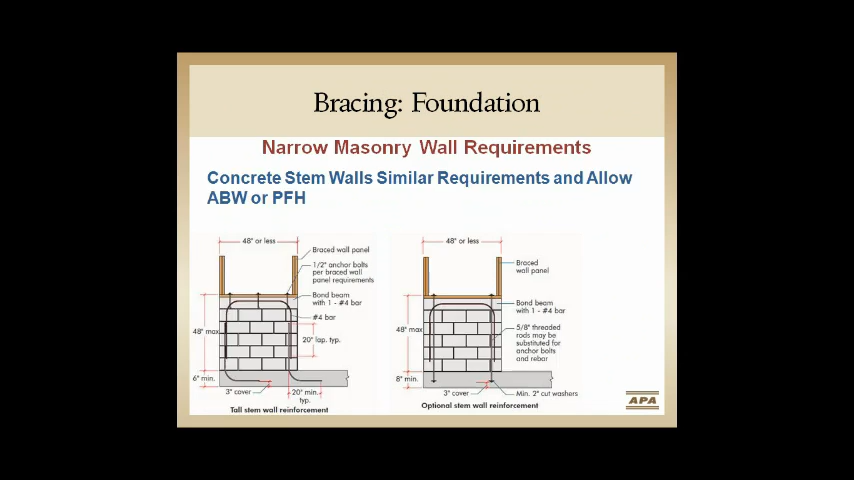 Bracing: Foundation
Narrow Masonry Wall Requirements
Concrete Stem Walls Similar Requirements and Allow
ABW or PFH
48" or less
Braced wall panel
1/2" anchor bolts
per braced wall
panel requirements
Bond beam
with 1 - #4 bar
#4 bar
48" max
20" lap. typ.
6" min.
3" cover
20" min.
typ.
Tall stem wall reinforcement
48" or less
Braced
wall panel
Bond beam
with 1 - #4 bar
48" max
5/8" threaded
rods may be
substituted for
anchor bolts
and rebar
8" min.
3" cover
Min. 2" cut washers
Optional stem wall reinforcement
APA